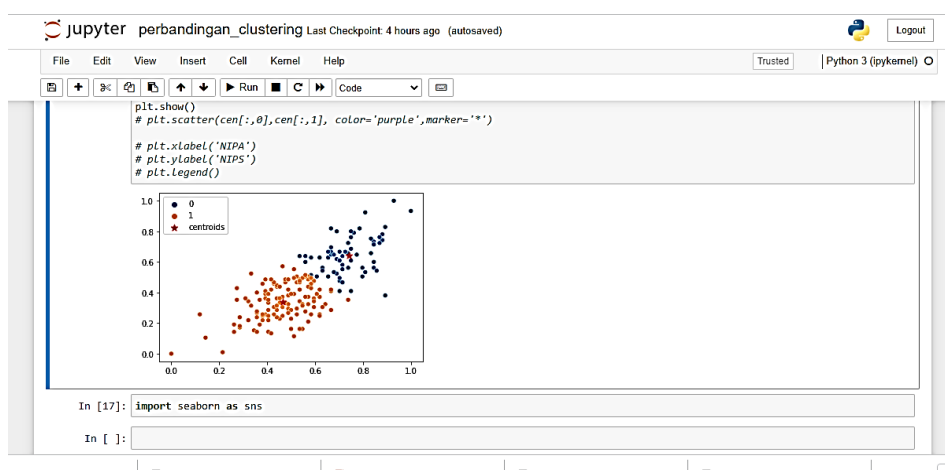 jupyter perbandingan_clustering Last Checkpoint: 4 hours ago (autosaved)
Logout
File Edit View Insert Cell Kernel Help
Trusted
Python 3 (ipykernel)
Run
Code
plt.show()
# plt.scatter(cen[:,0],cen[:,1], color='purple',marker='*')
# plt.xlabel('NIPA')
# plt.ylabel('NIPS')
# plt.legend()
0
1
centroids
1.0
0.8
0.6
0.4
0.2
0.0
0.0 0.2 0.4 0.6 0.8 1.0
In [17]: import seaborn as sns
In [ ]: